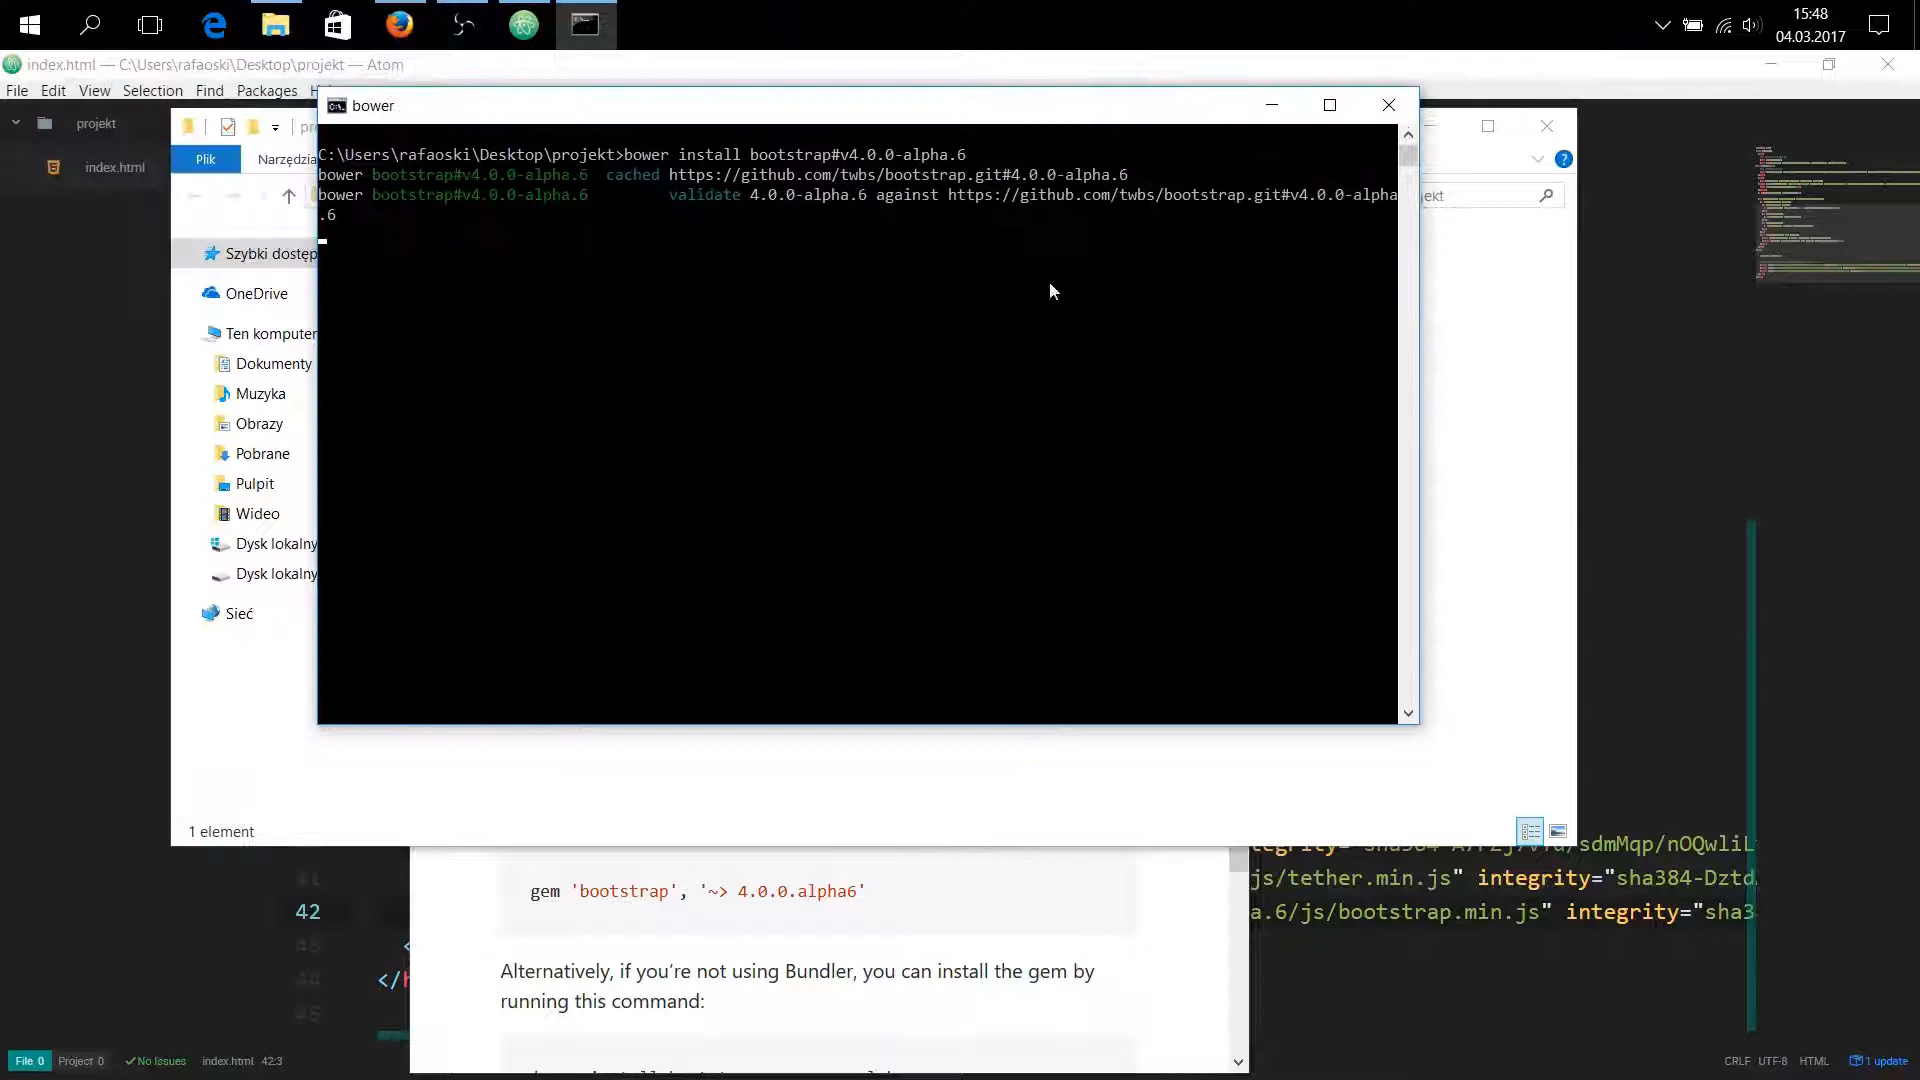 15:48
04.03.2017
index.html — C:\Users\rafaoski\Desktop\projekt — Atom
File Edit View Selection Find Packages
bower
projekt
index.html
Plik
Narzędzia
C:\Users\rafaoski\Desktop\projekt>bower install bootstrap#v4.0.0-alpha.6
bower bootstrap#v4.0.0-alpha.6 cached https://github.com/twbs/bootstrap.git#4.0.0-alpha.6
bower bootstrap#v4.0.0-alpha.6 validate 4.0.0-alpha.6 against https://github.com/twbs/bootstrap.git#v4.0.0-alpha
.6
Szybki dostęp
OneDrive
Ten komputer
Dokumenty
Muzyka
Obrazy
Pobrane
Pulpit
Wideo
Dysk lokalny
Dysk lokalny
Sieć
1 element
js/tether.min.js" integrity="sha384-Dztd
42
a.6/js/bootstrap.min.js" integrity="sha3
gem 'bootstrap', '~> 4.0.0.alpha6'
43
44
45
</h
Alternatively, if you’re not using Bundler, you can install the gem by
running this command:
File 0 Project 0 No Issues index.html 42:3
CRLF UTF-8 HTML 1 update